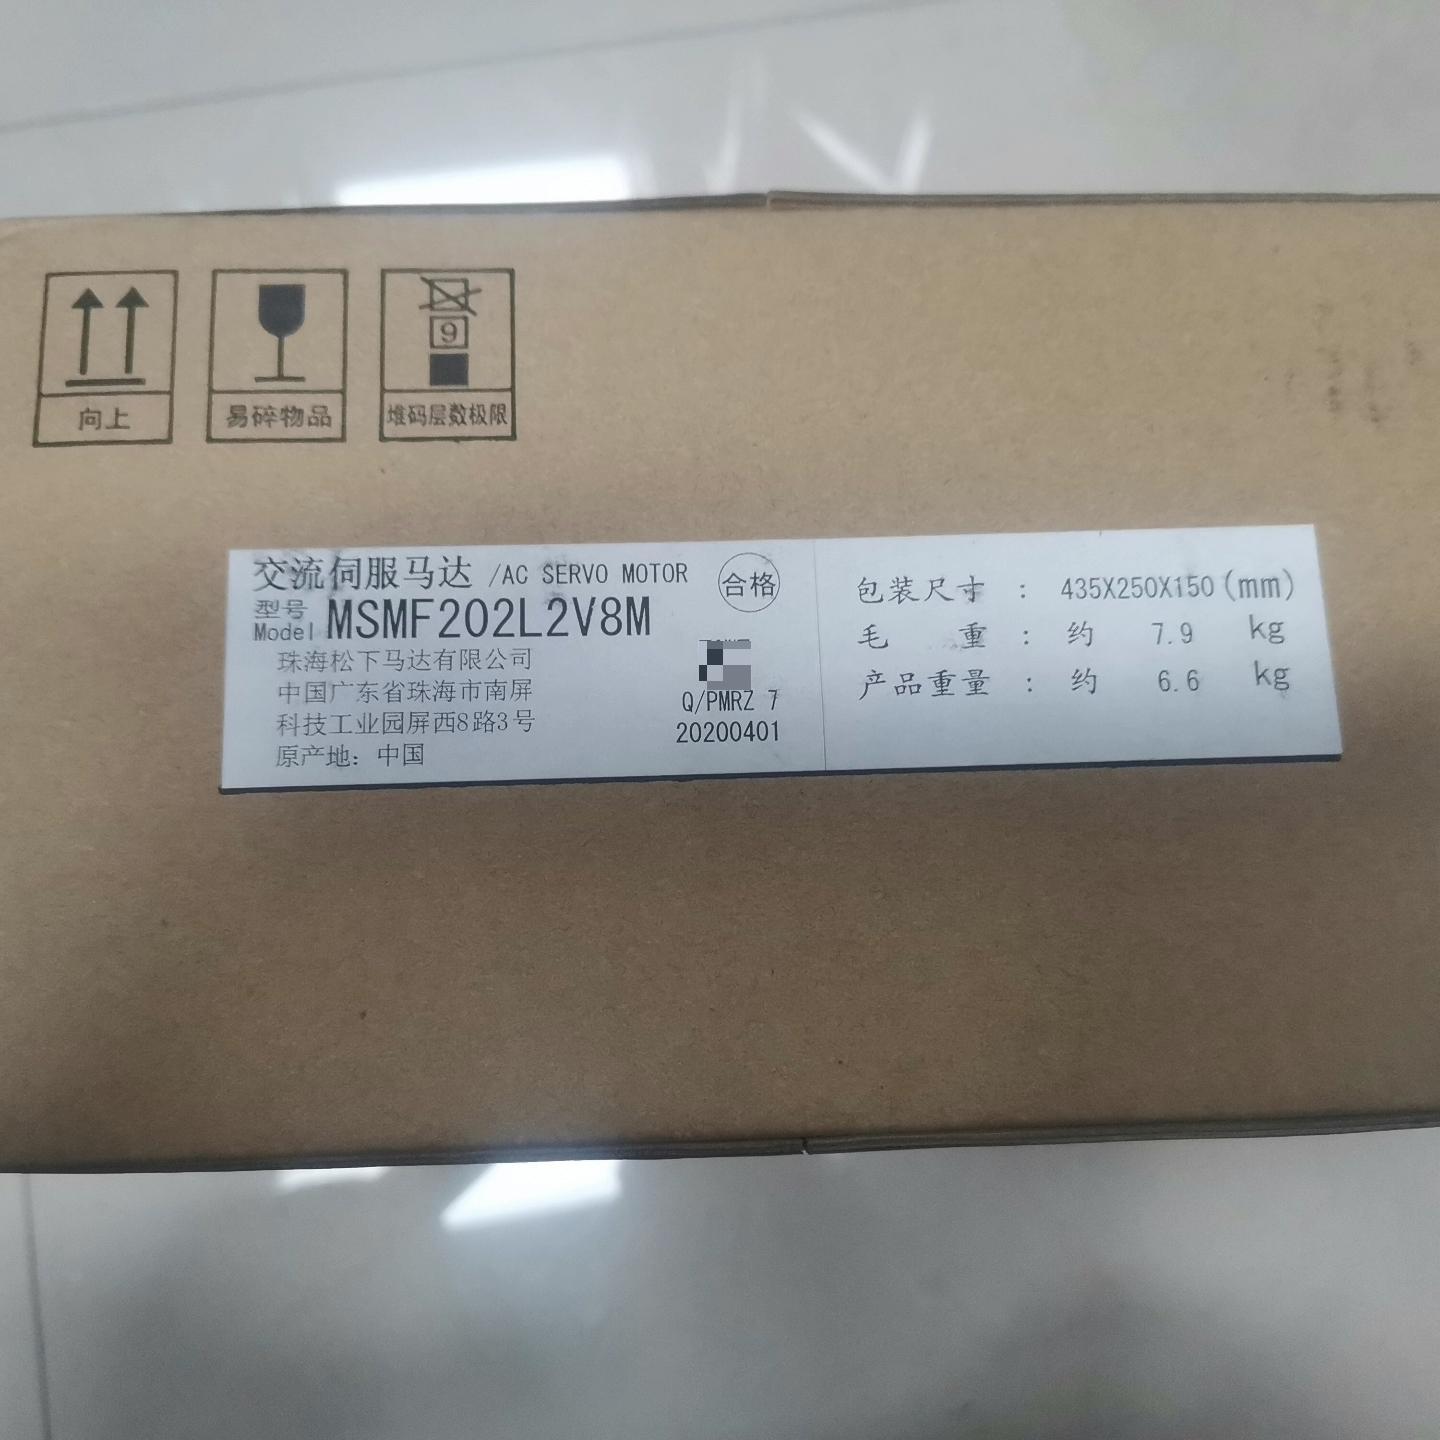 向上
易碎物品
9
堆码层数极限
交流伺服马达 /AC SERVO MOTOR
合格
型号
Model MSMF202L2V8M
珠海松下马达有限公司
中国广东省珠海市南屏
科技工业园屏西8路3号
原产地：中国
Q/PMRZ 7
20200401
包装尺寸 ： 435X250X150(mm)
毛 重 ： 约 7.9 kg
产品重量 ： 约 6.6 kg